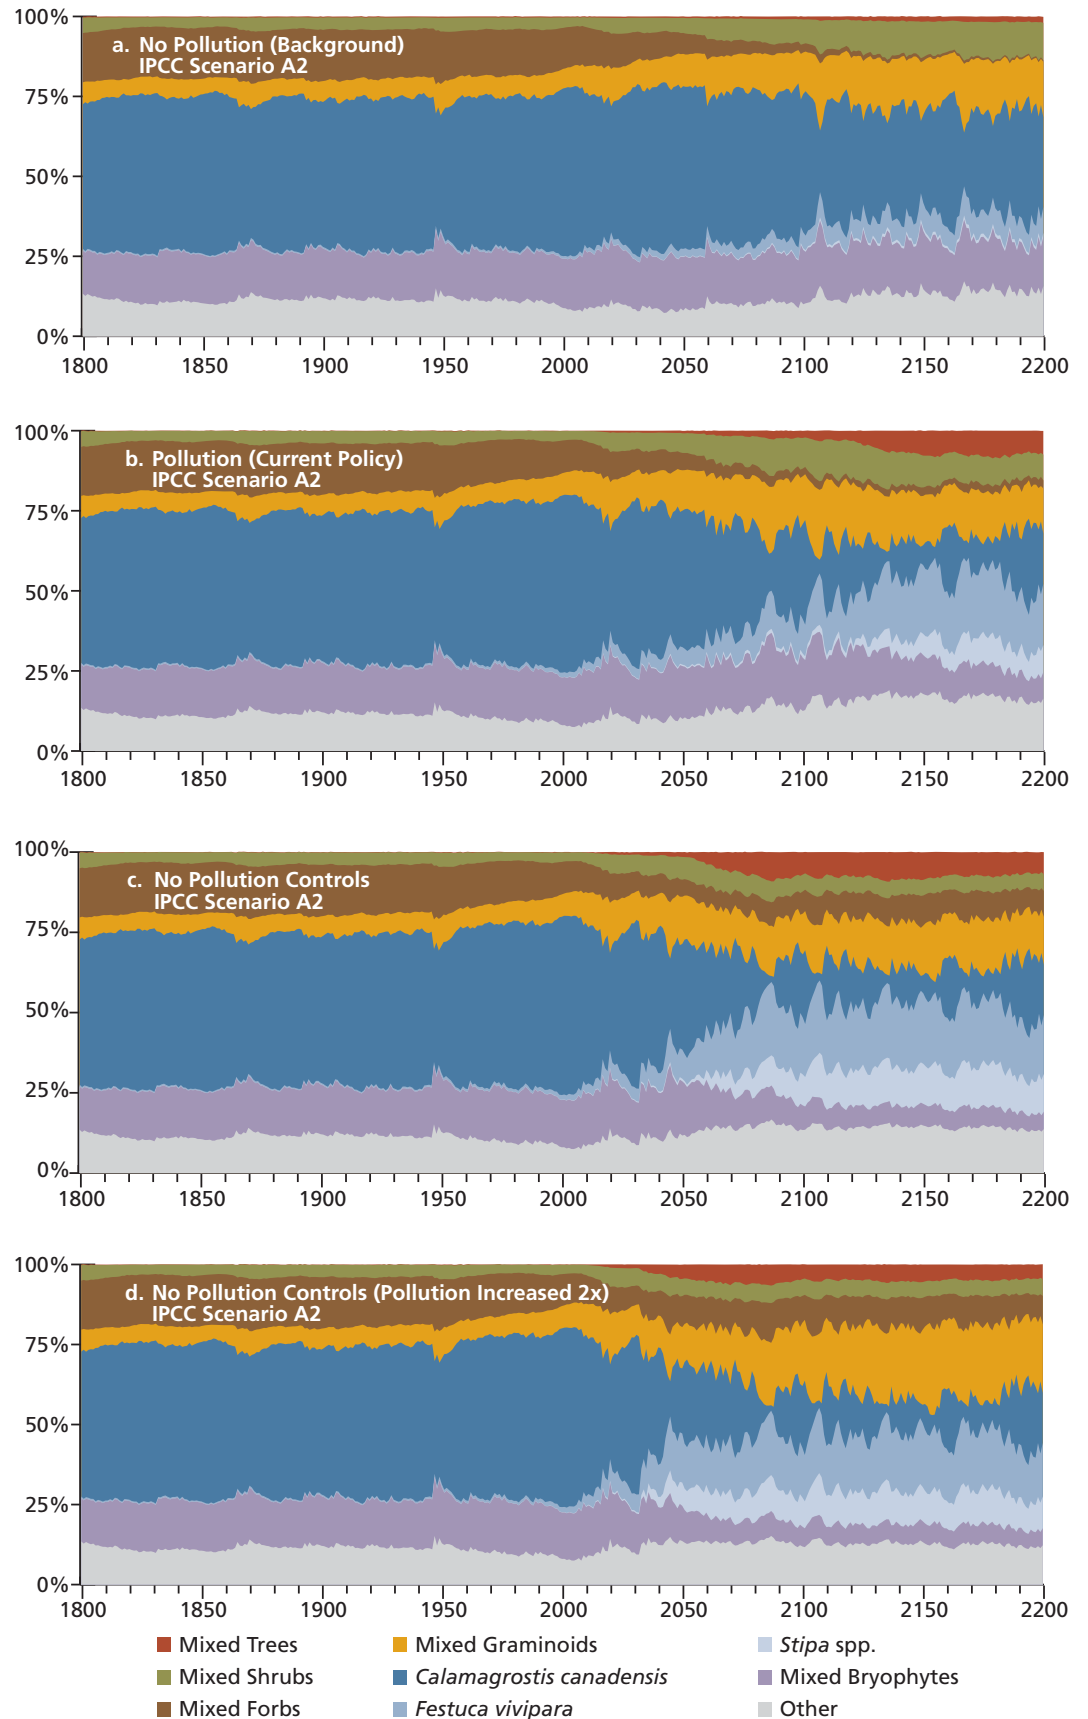 100%
a. No Pollution (Background)
IPCC Scenario A2
75%
50%
25%
0%
1800 1850 1900 1950 2000 2050 2100 2150 2200
100%
b. Pollution (Current Policy)
IPCC Scenario A2
75%
50%
25%
0%
1800 1850 1900 1950 2000 2050 2100 2150 2200
100%
c. No Pollution Controls
IPCC Scenario A2
75%
50%
25%
0%
1800 1850 1900 1950 2000 2050 2100 2150 2200
100%
d. No Pollution Controls (Pollution Increased 2x)
IPCC Scenario A2
75%
50%
25%
0%
1800 1850 1900 1950 2000 2050 2100 2150 2200
Mixed Trees Mixed Graminoids Stipa spp.
Mixed Shrubs Calamagrostis canadensis Mixed Bryophytes
Mixed Forbs Festuca vivipara Other